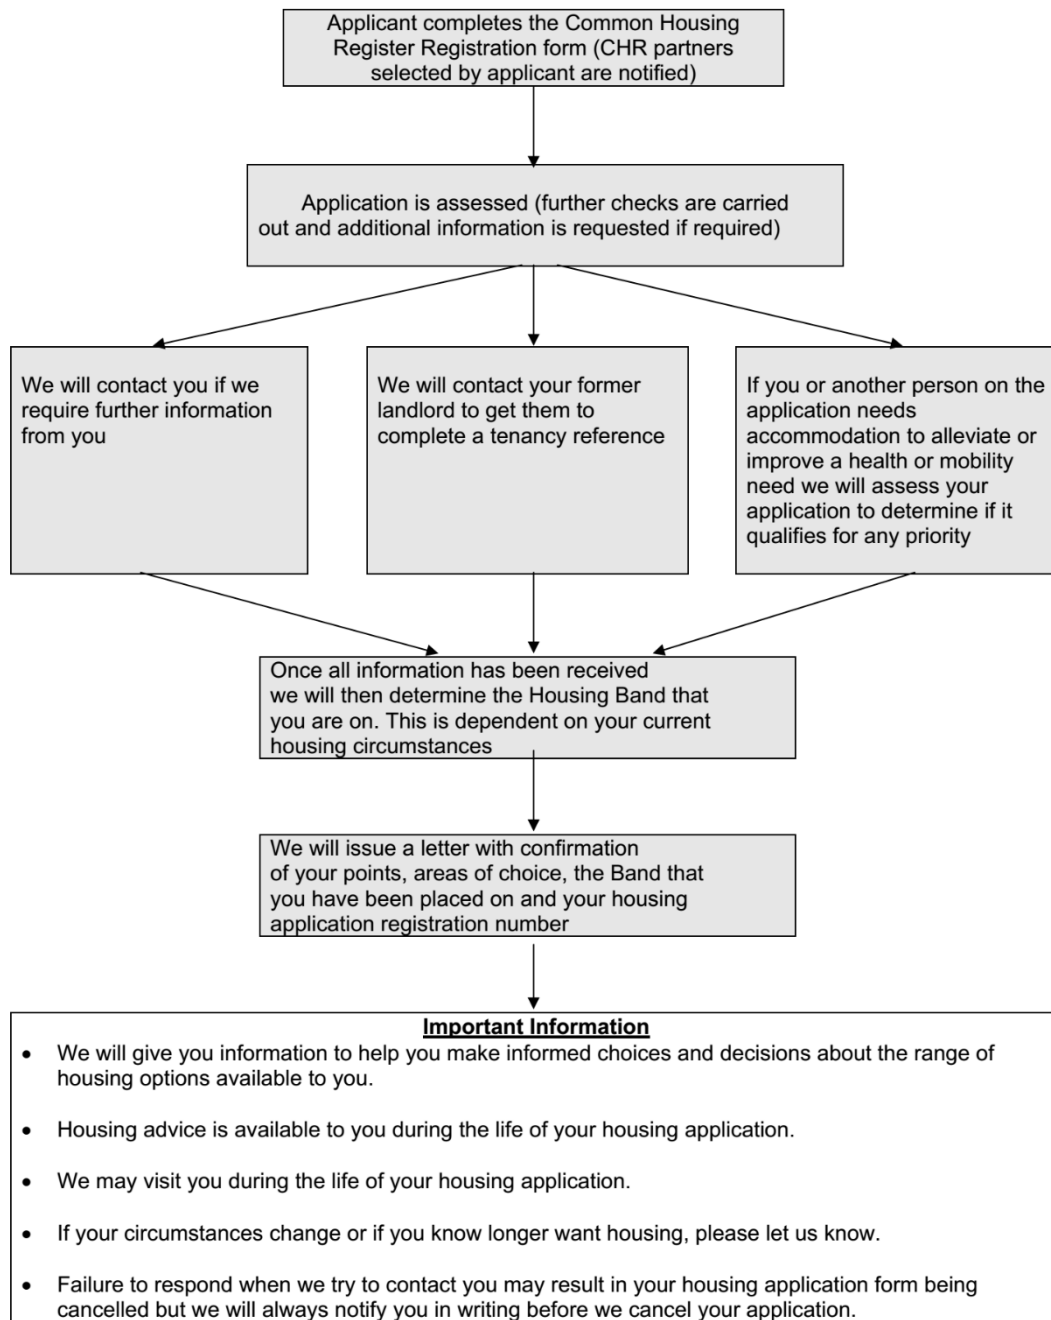 Applicant completes the Common Housing
Register Registration form (CHR partners
selected by applicant are notified)
Application is assessed (further checks are carried
out and additional information is requested if required)
We will contact you if we
require further information
from you
We will contact your former
landlord to get them to
complete a tenancy reference
If you or another person on the
application needs
accommodation to alleviate or
improve a health or mobility
need we will assess your
application to determine if it
qualifies for any priority
Once all information has been received
we will then determine the Housing Band that
you are on. This is dependent on your current
housing circumstances
We will issue a letter with confirmation
of your points, areas of choice, the Band that
you have been placed on and your housing
application registration number
Important Information
• We will give you information to help you make informed choices and decisions about the range of
housing options available to you.
• Housing advice is available to you during the life of your housing application.
• We may visit you during the life of your housing application.
• If your circumstances change or if you know longer want housing, please let us know.
• Failure to respond when we try to contact you may result in your housing application form being
cancelled but we will always notify you in writing before we cancel your application.